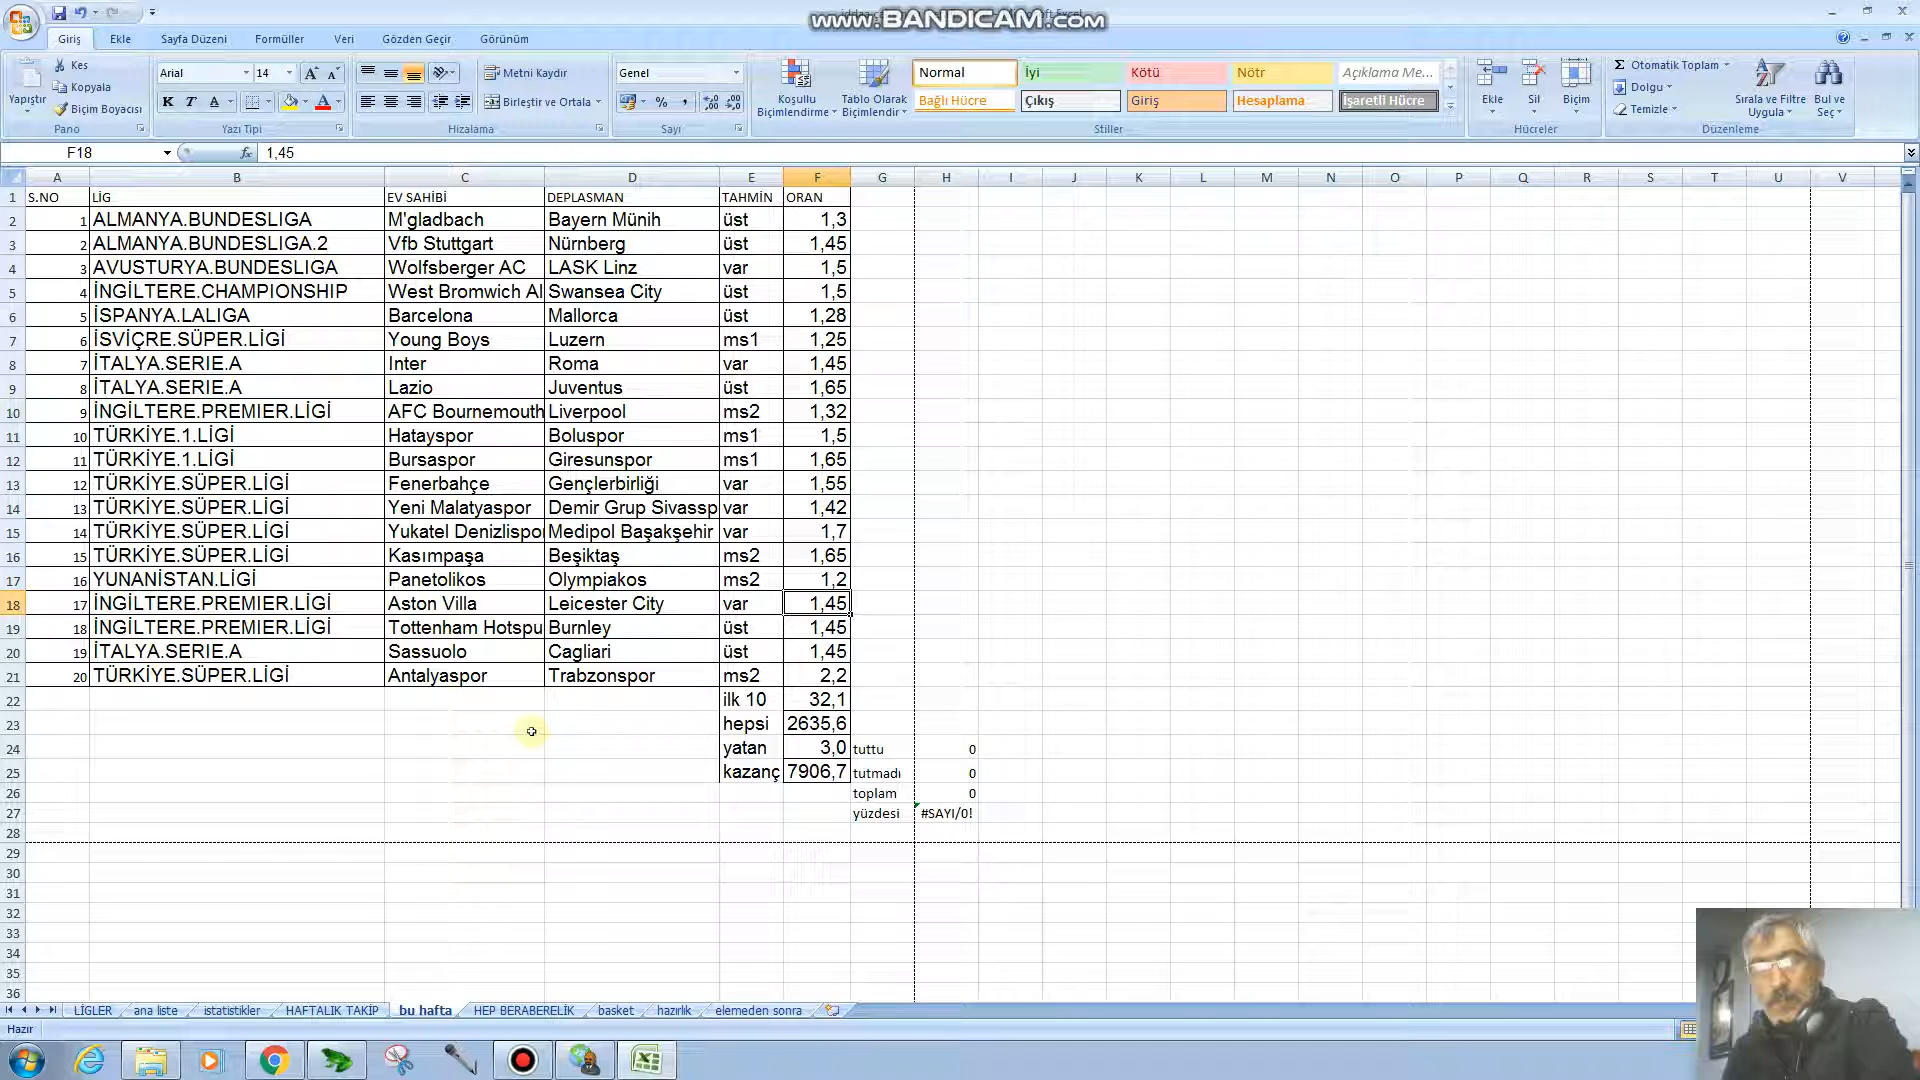 www.BANDICAM.com
Giriş Ekle Sayfa Düzeni Formüller Veri Gözden Geçir Görünüm
Kes
Kopyala
Biçim Boyacısı
Yapıştır
Pano
Arial 14
K T A
Yazı Tipi
Metni Kaydır
Birleştir ve Ortala
Hizalama
Genel
Sayı
Koşullu Biçimlendirme
Tablo Olarak Biçimlendir
Normal İyi Kötü Nötr Açıklama Me...
Bağlı Hücre Çıkış Giriş Hesaplama İşaretli Hücre
Stiller
Ekle Sil Biçim
Hücreler
Σ Otomatik Toplam
Dolgu
Temizle
Sırala ve Filtre Uygula
Bul ve Seç
Düzenleme
F18 fx 1,45
A B C D E F G H I J K L M N O P Q R S T U V
1 S.NO LİG EV SAHİBİ DEPLASMAN TAHMİN ORAN
2 1 ALMANYA.BUNDESLIGA M'gladbach Bayern Münih üst 1,3
3 2 ALMANYA.BUNDESLIGA.2 Vfb Stuttgart Nürnberg üst 1,45
4 3 AVUSTURYA.BUNDESLIGA Wolfsberger AC LASK Linz var 1,5
5 4 İNGİLTERE.CHAMPIONSHIP West Bromwich Al Swansea City üst 1,5
6 5 İSPANYA.LALIGA Barcelona Mallorca üst 1,28
7 6 İSVİÇRE.SÜPER.LİGİ Young Boys Luzern ms1 1,25
8 7 İTALYA.SERIE.A Inter Roma var 1,45
9 8 İTALYA.SERIE.A Lazio Juventus üst 1,65
10 9 İNGİLTERE.PREMIER.LİGİ AFC Bournemouth Liverpool ms2 1,32
11 10 TÜRKİYE.1.LİGİ Hatayspor Boluspor ms1 1,5
12 11 TÜRKİYE.1.LİGİ Bursaspor Giresunspor ms1 1,65
13 12 TÜRKİYE.SÜPER.LİGİ Fenerbahçe Gençlerbirliği var 1,55
14 13 TÜRKİYE.SÜPER.LİGİ Yeni Malatyaspor Demir Grup Sivassp var 1,42
15 14 TÜRKİYE.SÜPER.LİGİ Yukatel Denizlispor Medipol Başakşehir var 1,7
16 15 TÜRKİYE.SÜPER.LİGİ Kasımpaşa Beşiktaş ms2 1,65
17 16 YUNANİSTAN.LİGİ Panetolikos Olympiakos ms2 1,2
18 17 İNGİLTERE.PREMIER.LİGİ Aston Villa Leicester City var 1,45
19 18 İNGİLTERE.PREMIER.LİGİ Tottenham Hotspu Burnley üst 1,45
20 19 İTALYA.SERIE.A Sassuolo Cagliari üst 1,45
21 20 TÜRKİYE.SÜPER.LİGİ Antalyaspor Trabzonspor ms2 2,2
22 ilk 10 32,1
23 hepsi 2635,6
24 yatan 3,0 tuttu 0
25 kazanç 7906,7 tutmadı 0
26 toplam 0
27 yüzdesi #SAYI/0!
28
29
30
31
32
33
34
35
36
LİGLER ana liste istatistikler HAFTALIK TAKİP bu hafta HEP BERABERELİK basket hazırlık elemeden sonra
Hazır